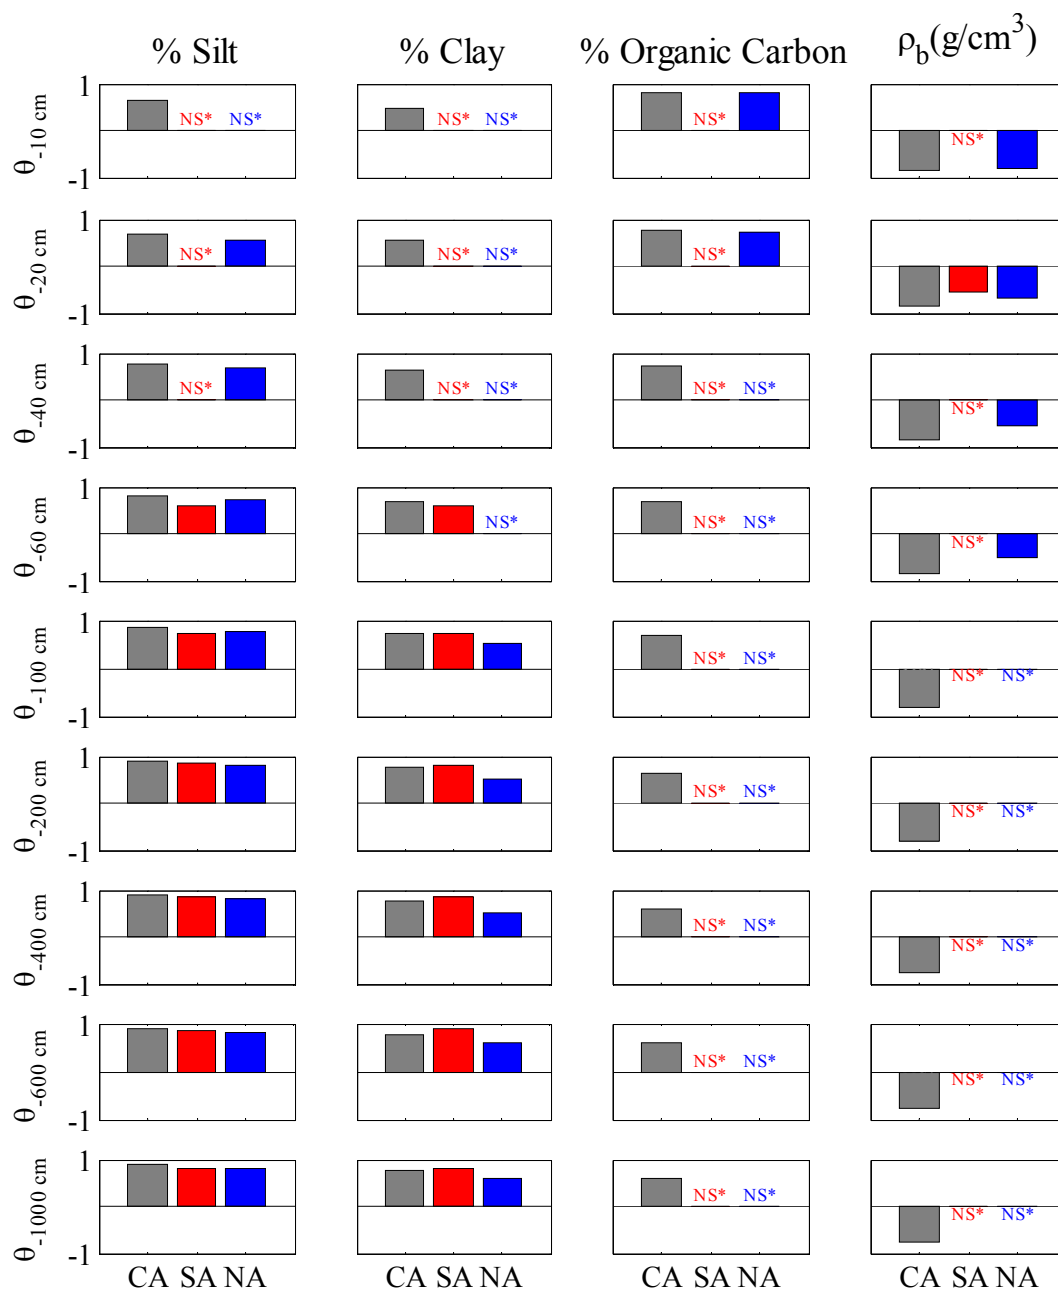 % Silt % Clay % Organic Carbon ρb(g/cm³)
θ-10 cm
1
-1
NS* NS* NS* NS* NS* NS*
θ-20 cm
1
-1
NS* NS* NS* NS*
θ-40 cm
1
-1
NS* NS* NS* NS* NS* NS*
θ-60 cm
1
-1
NS* NS* NS* NS*
θ-100 cm
1
-1
NS* NS* NS* NS*
θ-200 cm
1
-1
NS* NS* NS* NS*
θ-400 cm
1
-1
NS* NS* NS* NS*
θ-600 cm
1
-1
NS* NS* NS* NS*
θ-1000 cm
1
-1
NS* NS* NS* NS*
CA SA NA CA SA NA CA SA NA CA SA NA